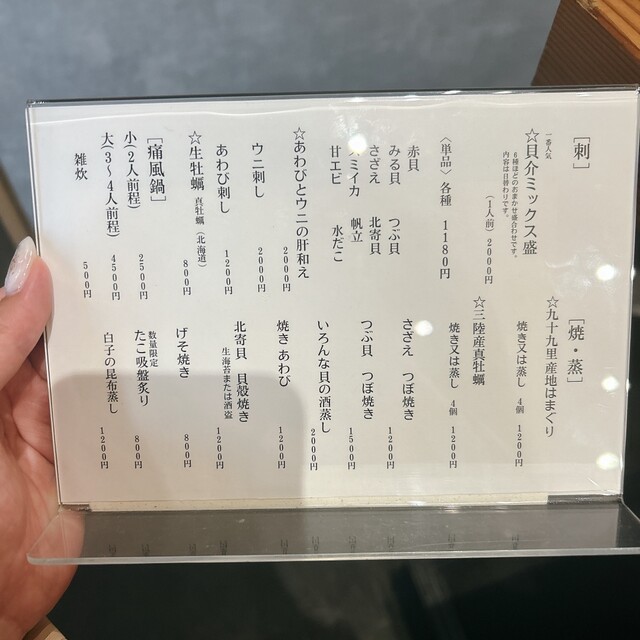 ［刺］
一番人気
☆貝介ミックス盛
6種ほどのおまかせ盛合わせです。
内容は日替わりです。
（1人前）2000円
〈単品〉各種 1180円
赤貝
みる貝 つぶ貝
さざえ 北寄貝
スミイカ 帆立
甘エビ 水だこ
☆あわびとウニの肝和え
2000円
ウニ刺し 2000円
あわび刺し 1200円
☆生牡蠣 真牡蠣（北海道）
800円
［痛風鍋］
小（2人前程） 2500円
大（3〜4人前程） 4500円
雑炊 500円
［焼・蒸］
☆九十九里産地はまぐり
焼き又は蒸し 4個 1200円
☆三陸産真牡蠣
焼き又は蒸し 4個 1200円
さざえ つぼ焼き 1200円
つぶ貝 つぼ焼き 1500円
いろんな貝の酒蒸し 2000円
焼き あわび 1200円
北寄貝 貝殻焼き
生海苔または酒盗 1200円
げそ焼き 800円
数量限定
たこ吸盤炙り 800円
白子の昆布蒸し 1200円